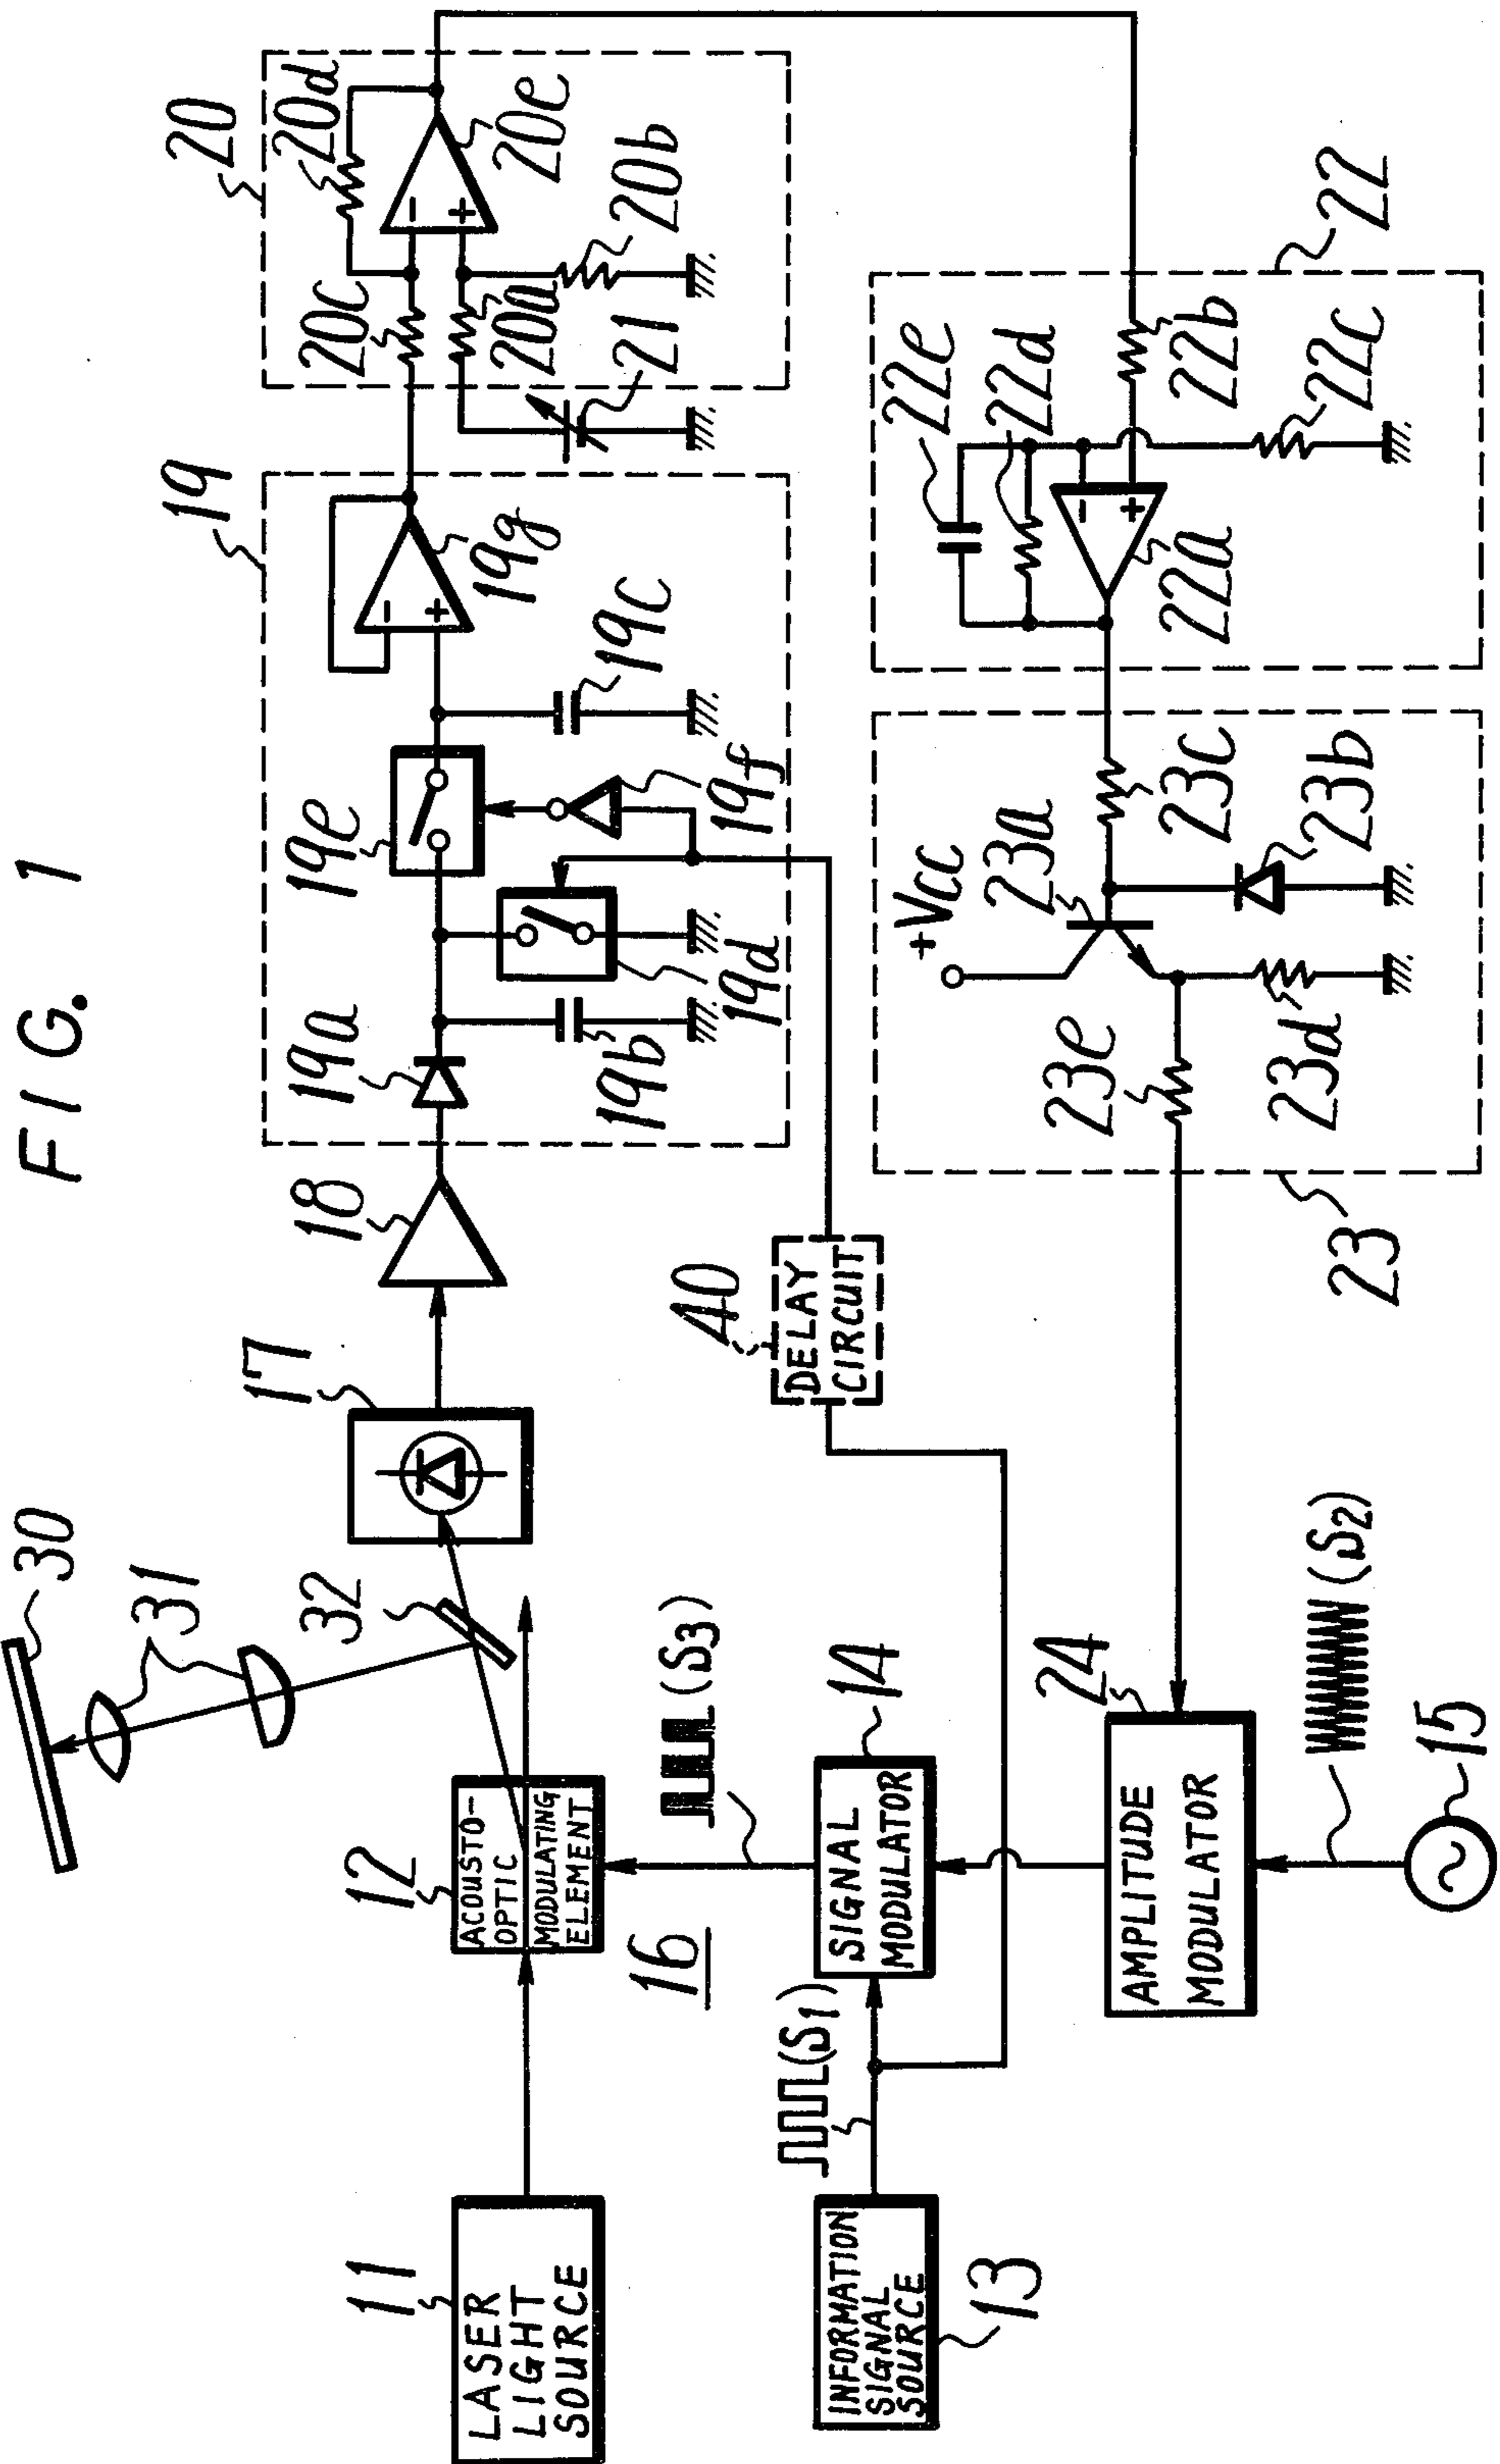 FIG. 1
11
LASER
LIGHT
SOURCE
12
ACOUSTO-
OPTIC
MODULATING
ELEMENT
16
13
INFORMATION
SIGNAL
SOURCE
(S1)
14
SIGNAL
MODULATOR
(S3)
24
AMPLITUDE
MODULATOR
(S2)
15
30
31
32
17
18
40
DELAY
CIRCUIT
19
19a
19b
19d
19e
19f
19c
19g
-
+
20
20c
20a
21
20d
20e
20b
-
+
22
22e
22d
22b
22c
22a
-
+
23
+Vcc
23a
23c
23b
23e
23d